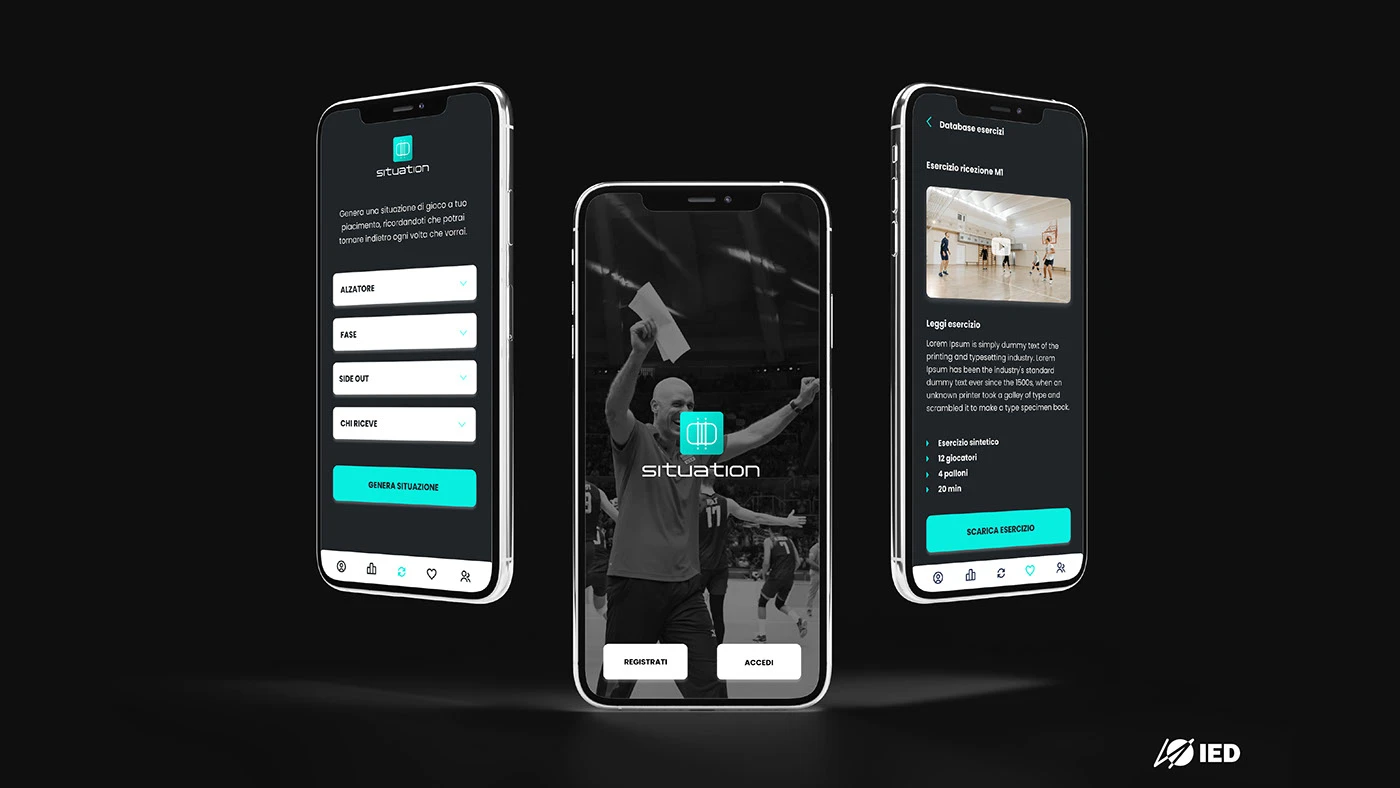 situation
Genera una situazione di gioco a tuo
piacimento, ricordandoti che potrai
tornare indietro ogni volta che vorrai.
ALZATORE
FASE
SIDE OUT
CHI RICEVE
GENERA SITUAZIONE
situation
17
7
REGISTRATI
ACCEDI
Database esercizi
Esercizio ricezione M1
Leggi esercizio
Lorem Ipsum is simply dummy text of the
printing and typesetting industry. Lorem
Ipsum has been the industry's standard
dummy text ever since the 1500s, when an
unknown printer took a galley of type and
scrambled it to make a type specimen book.
Esercizio sintetico
12 giocatori
4 palloni
20 min
SCARICA ESERCIZIO
IED